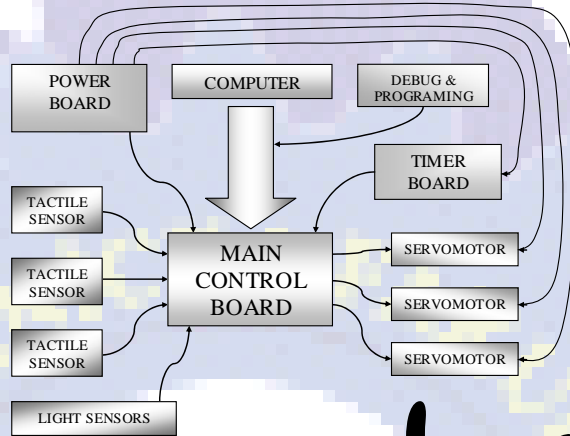 POWER
BOARD
COMPUTER
DEBUG &
PROGRAMING
TIMER
BOARD
TACTILE
SENSOR
MAIN
CONTROL
BOARD
SERVOMOTOR
TACTILE
SENSOR
SERVOMOTOR
TACTILE
SENSOR
SERVOMOTOR
LIGHT SENSORS